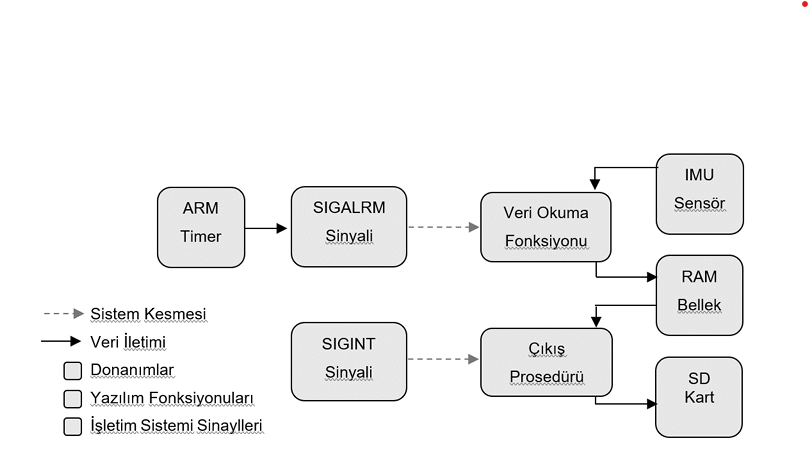 IMU
Sensör
ARM
Timer
SIGALRM
Sinyali
Veri Okuma
Fonksiyonu
RAM
Bellek
Sistem Kesmesi
Veri İletimi
Donanımlar
Yazılım Fonksiyonuları
İşletim Sistemi Sinaylleri
SIGINT
Sinyali
Çıkış
Prosedürü
SD
Kart